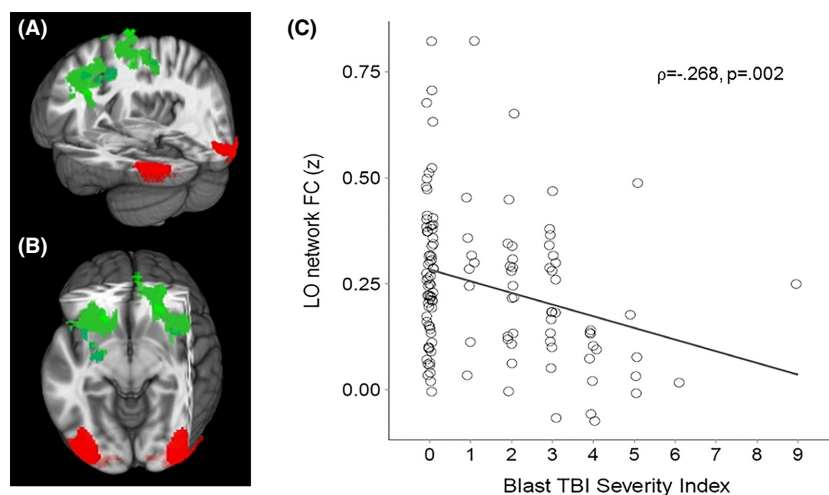 (A)
(B)
(C)
ρ=-.268, p=.002
LO network FC (z)
0.75
0.50
0.25
0.00
0 1 2 3 4 5 6 7 8 9
Blast TBI Severity Index